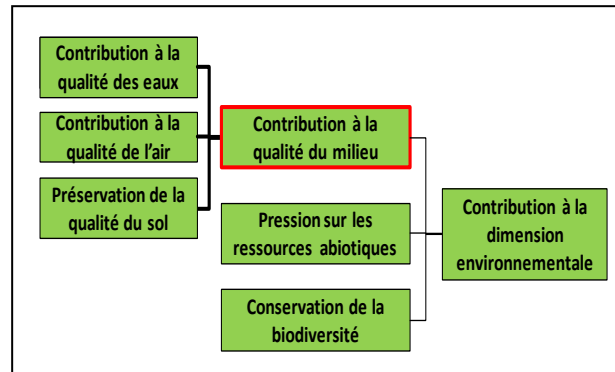 Contribution à la
qualité des eaux
Contribution à la
qualité de l'air
Préservation de la
qualité du sol
Contribution à la
qualité du milieu
Pression sur les
ressources abiotiques
Conservation de la
biodiversité
Contribution à la
dimension
environnementale